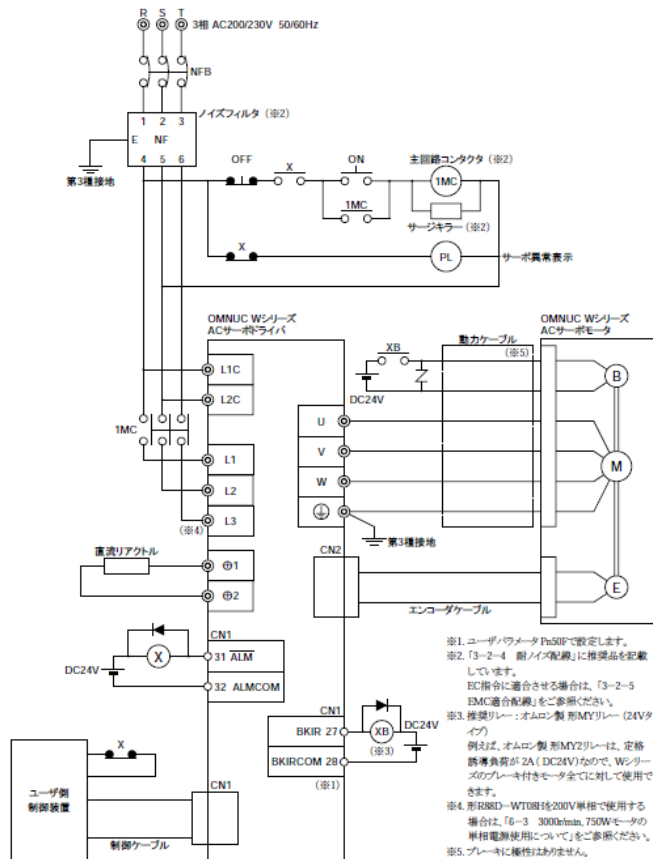 R S T
3相 AC200/230V 50/60Hz
NFB
ノイズフィルタ (※2)
1 2 3
E NF
4 5 6
第3種接地
OFF
X
ON
主回路コンタクタ (※2)
1MC
1MC
サージキラー (※2)
X
PL
サーボ異常表示
OMNUC Wシリーズ
ACサーボドライバ
OMNUC Wシリーズ
ACサーボモータ
動力ケーブル
(※5)
XB
B
L1C
DC24V
L2C
1MC
U
V
M
L1
W
L2
L3
(※4)
第3種接地
直流リアクトル
⊕1
CN2
E
⊕2
エンコーダケーブル
CN1
DC24V
X
31 ALM
32 ALMCOM
CN1
DC24V
BKIR 27
XB
(※3)
BKIRCOM 28
(※1)
X
CN1
ユーザ側
制御装置
制御ケーブル
※1. ユーザパラメータ Pn50Fで設定します。
※2. 「3-2-4 耐ノイズ配線」に推奨品を記載
しています。
EC指令に適合させる場合は、「3-2-5
EMC適合配線」をご参照ください。
※3. 推奨リレー:オムロン製 形MYリレー (24Vタ
イプ)
例えば、オムロン製 形MY2リレーは、定格
誘導負荷が 2A (DC24V)なので、Wシリー
ズのブレーキ付きモータ全てに対して使用で
きます。
※4. 形R88D-WT08Hを200V単相で使用する
場合は、「6-3 3000r/min, 750Wモータの
単相電源使用について」をご参照ください。
※5. ブレーキに極性はありません。